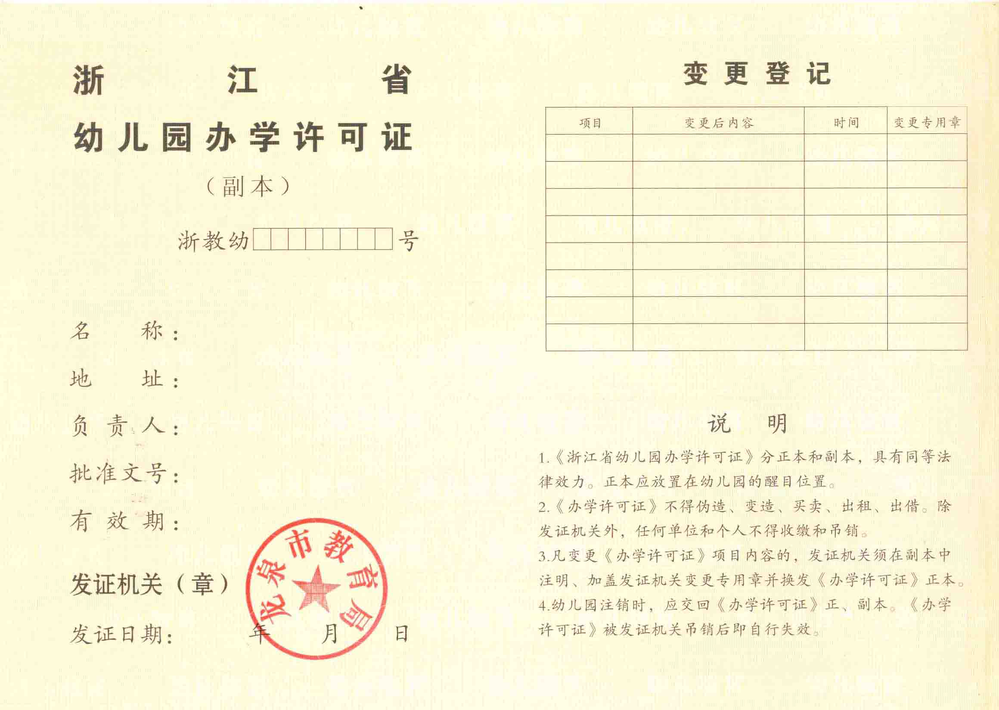 浙江省
幼儿园办学许可证
（副本）
浙教幼 号
名称：
地址：
负责人：
批准文号：
有效期：
发证机关（章）
龙泉市教育局
发证日期： 年 月 日
变更登记
项目 变更后内容 时间 变更专用章
说明
1.《浙江省幼儿园办学许可证》分正本和副本，具有同等法
律效力。正本应放置在幼儿园的醒目位置。
2.《办学许可证》不得伪造、变造、买卖、出租、出借。除
发证机关外，任何单位和个人不得收缴和吊销。
3.凡变更《办学许可证》项目内容的，发证机关须在副本中
注明、加盖发证机关变更专用章并换发《办学许可证》正本。
4.幼儿园注销时，应交回《办学许可证》正、副本。《办学
许可证》被发证机关吊销后即自行失效。